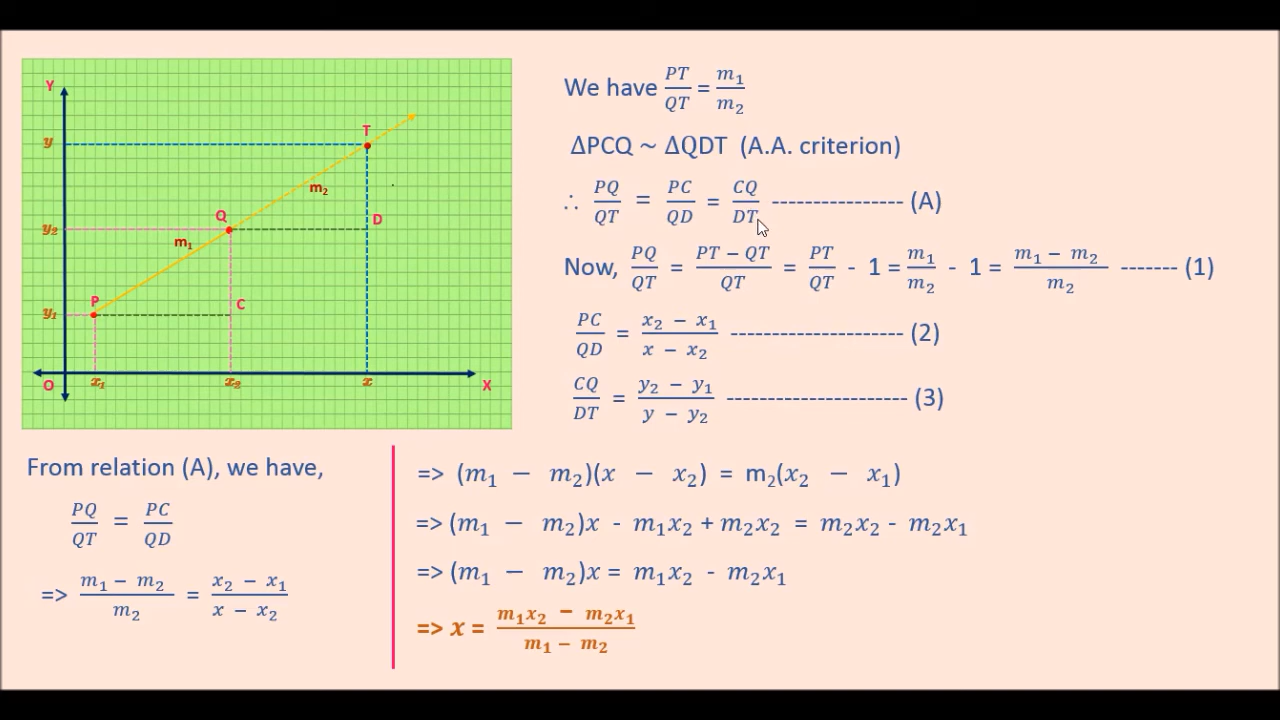 Y
y
T
m₂
Q
D
y₂
m₁
P
C
y₁
O
x₁
x₂
x
X
We have PT/QT = m₁/m₂
ΔPCQ ~ ΔQDT (A.A. criterion)
∴ PQ/QT = PC/QD = CQ/DT ---------------- (A)
Now, PQ/QT = PT − QT/QT = PT/QT - 1 = m₁/m₂ - 1 = m₁ − m₂/m₂ ------- (1)
PC/QD = x₂ − x₁/x − x₂ --------------------- (2)
CQ/DT = y₂ − y₁/y − y₂ ---------------------- (3)
From relation (A), we have,
PQ/QT = PC/QD
=> m₁ − m₂/m₂ = x₂ − x₁/x − x₂
=> (m₁ − m₂)(x − x₂) = m₂(x₂ − x₁)
=> (m₁ − m₂)x - m₁x₂ + m₂x₂ = m₂x₂ - m₂x₁
=> (m₁ − m₂)x = m₁x₂ - m₂x₁
=> x = m₁x₂ − m₂x₁/m₁ − m₂